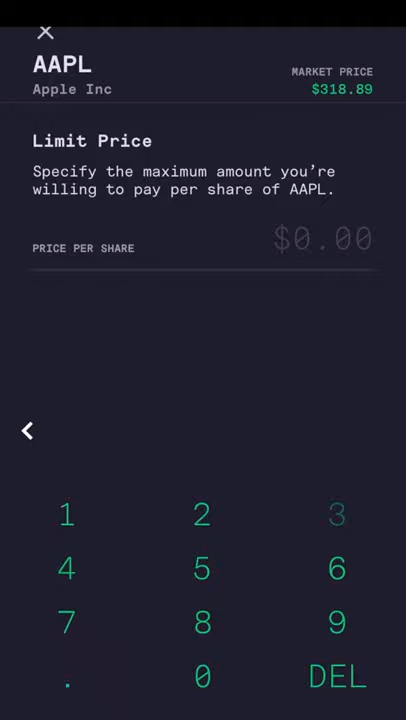 AAPL
MARKET PRICE
Apple Inc
$318.89
Limit Price
Specify the maximum amount you’re
willing to pay per share of AAPL.
PRICE PER SHARE
$0.00
1 2 3
4 5 6
7 8 9
. 0 DEL